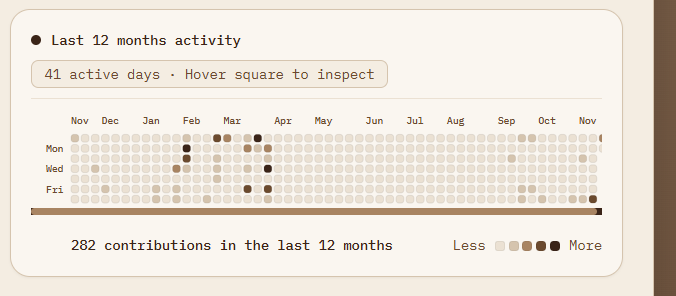 Last 12 months activity
41 active days · Hover square to inspect
Nov Dec Jan Feb Mar Apr May Jun Jul Aug Sep Oct Nov
Mon
Wed
Fri
282 contributions in the last 12 months
Less More